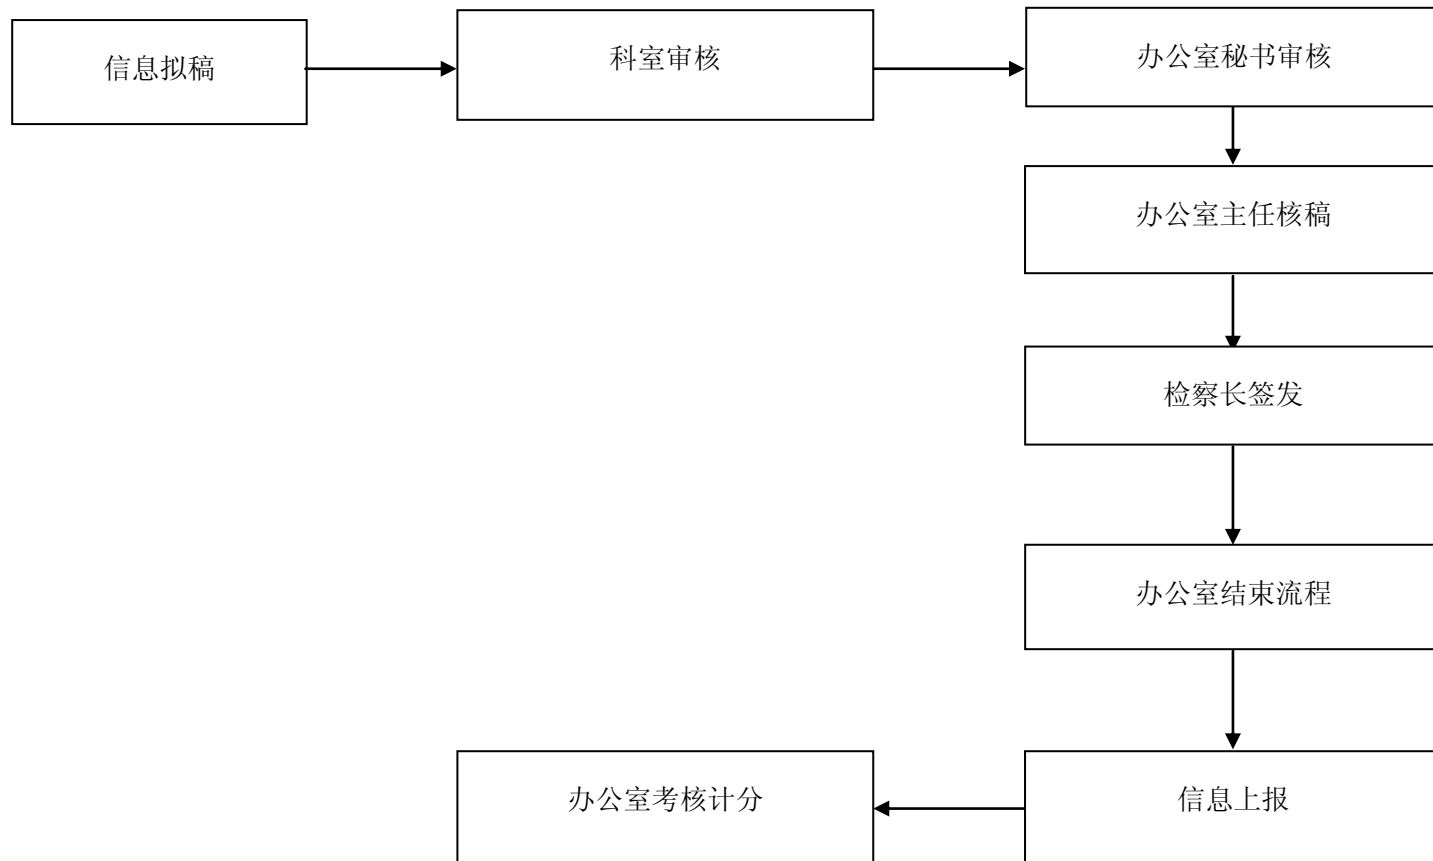 信息拟稿
科室审核
办公室秘书审核
办公室主任核稿
检察长签发
办公室结束流程
信息上报
办公室考核计分